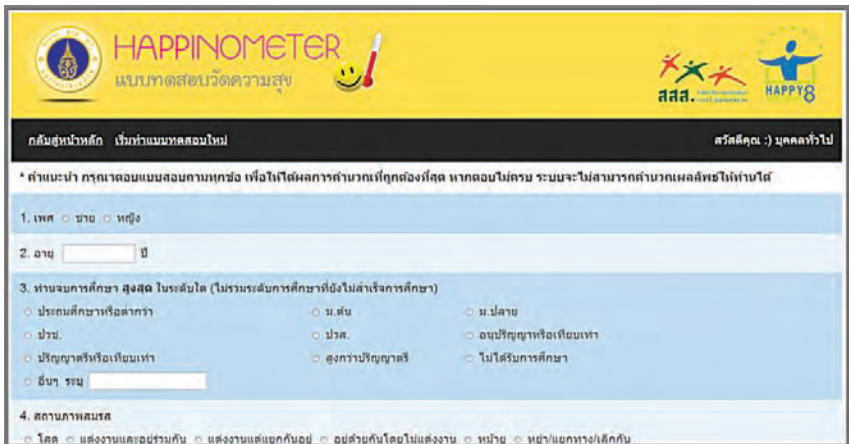 HAPPINOMETER
แบบทดสอบวัดความสุข
สสส.
HAPPY8
กลับสู่หน้าหลัก เริ่มทำแบบทดสอบใหม่
สวัสดีคุณ :) บุคคลทั่วไป
* คำแนะนำ กรุณาตอบแบบสอบถามทุกข้อ เพื่อให้ได้ผลการคำนวณที่ถูกต้องที่สุด หากตอบไม่ครบ ระบบจะไม่สามารถคำนวณผลลัพธ์ให้ท่านได้
1. เพศ ชาย หญิง
2. อายุ ปี
3. ท่านจบการศึกษา สูงสุด ในระดับใด (ไม่รวมระดับการศึกษาที่ยังไม่สำเร็จการศึกษา)
ประถมศึกษาหรือต่ำกว่า ม.ต้น ม.ปลาย
ปวช. ปวส. อนุปริญญาหรือเทียบเท่า
ปริญญาตรีหรือเทียบเท่า สูงกว่าปริญญาตรี ไม่ได้รับการศึกษา
อื่นๆ ระบุ
4. สถานภาพสมรส
โสด แต่งงานและอยู่ร่วมกัน แต่งงานแต่แยกกันอยู่ อยู่ด้วยกันโดยไม่แต่งงาน หม้าย หย่า/แยกทาง/เลิกกัน